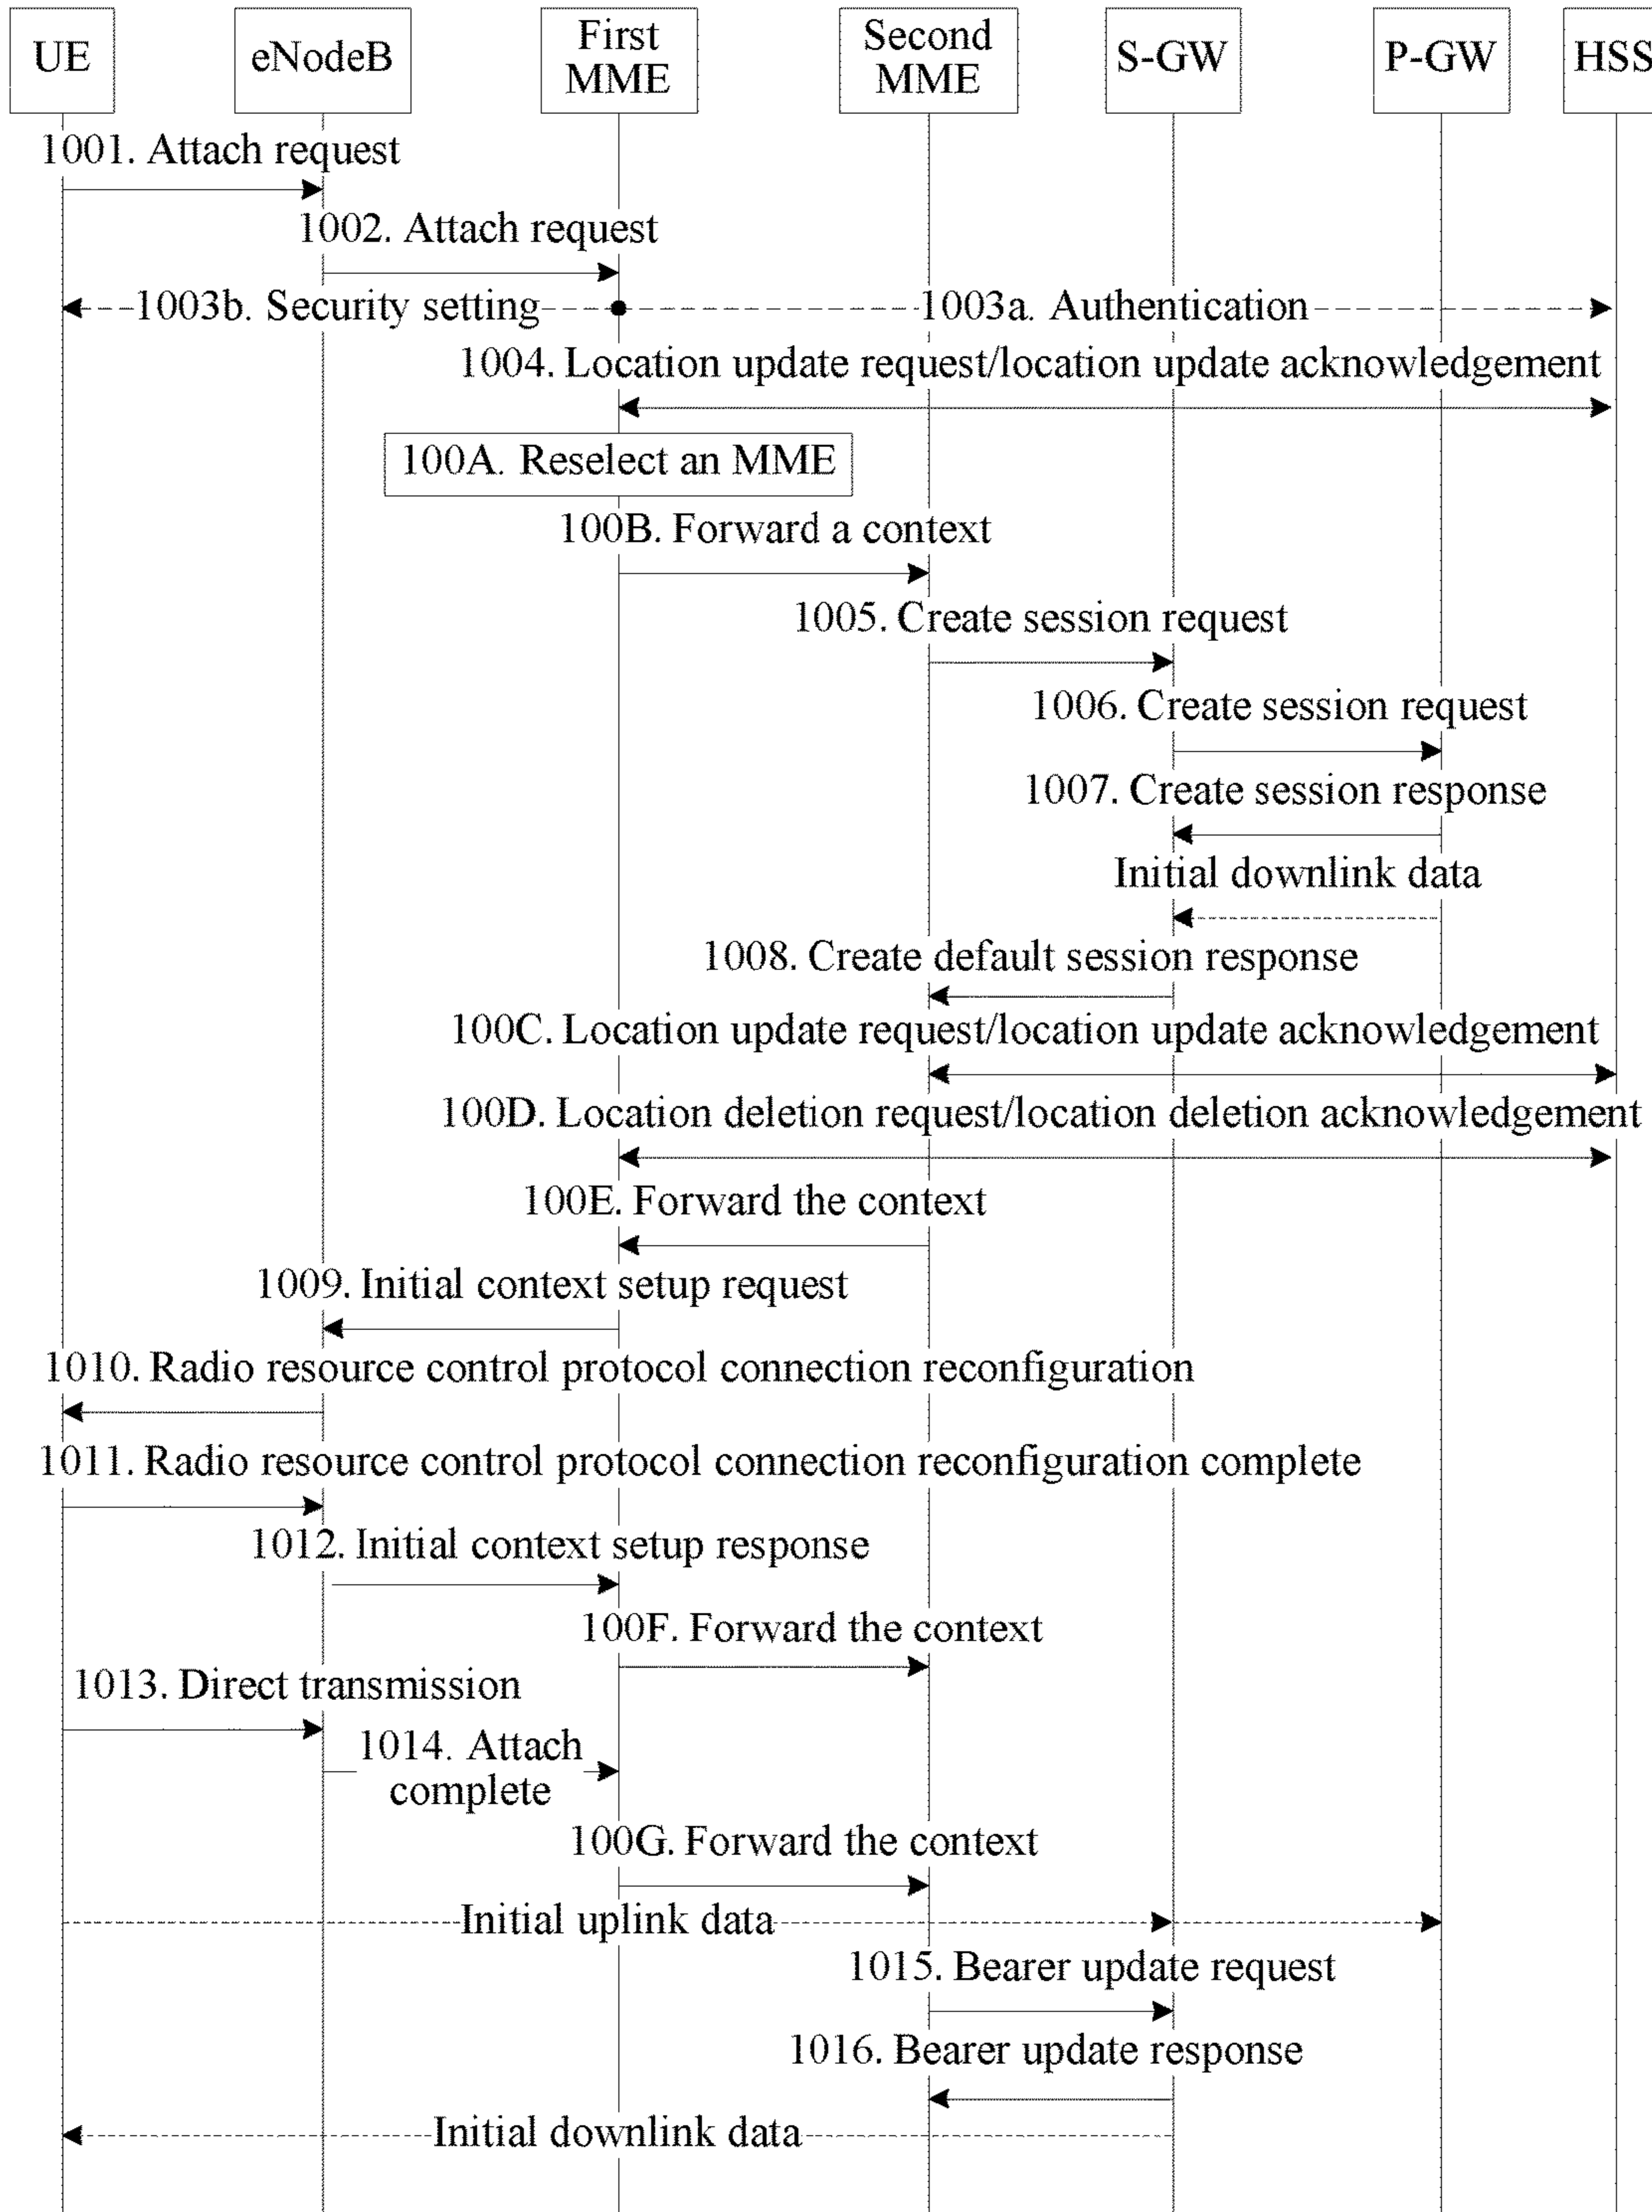 UE
eNodeB
First
MME
Second
MME
S-GW
P-GW
HSS
1001. Attach request
1002. Attach request
1003b. Security setting
1003a. Authentication
1004. Location update request/location update acknowledgement
100A. Reselect an MME
100B. Forward a context
1005. Create session request
1006. Create session request
1007. Create session response
Initial downlink data
1008. Create default session response
100C. Location update request/location update acknowledgement
100D. Location deletion request/location deletion acknowledgement
100E. Forward the context
1009. Initial context setup request
1010. Radio resource control protocol connection reconfiguration
1011. Radio resource control protocol connection reconfiguration complete
1012. Initial context setup response
100F. Forward the context
1013. Direct transmission
1014. Attach
complete
100G. Forward the context
Initial uplink data
1015. Bearer update request
1016. Bearer update response
Initial downlink data